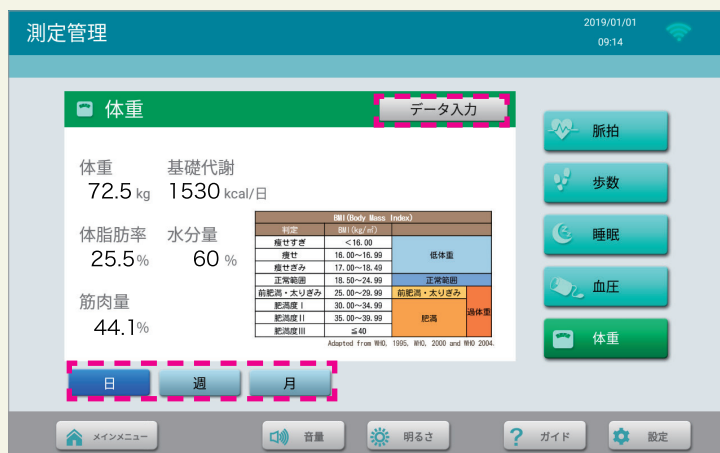 測定管理
2019/01/01
09:14
体重
データ入力
体重
基礎代謝
72.5 kg
1530 kcal/日
体脂肪率
水分量
25.5%
60 %
筋肉量
44.1%
BMI(Body Mass Index)
判定 BMI(kg/㎡)
痩せすぎ <16.00
痩せ 16.00～16.99 低体重
痩せぎみ 17.00～18.49
正常範囲 18.50～24.99 正常範囲
前肥満・太りぎみ 25.00～29.99 前肥満・太りぎみ
肥満度Ⅰ 30.00～34.99
過体重
肥満度II 35.00～39.99 肥満
肥満度III ≦40
Adapted from WHO, 1995, WHO, 2000 and WHO 2004.
日
週
月
脈拍
歩数
睡眠
血圧
体重
メインメニュー
音量
明るさ
? ガイド
設定